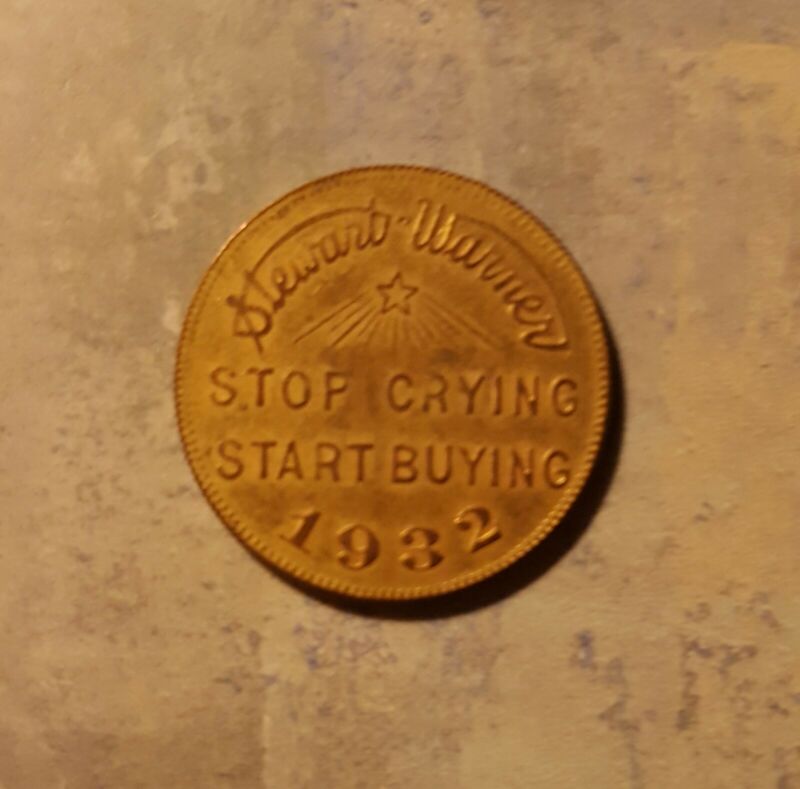 Stewart-Warner
STOP CRYING
START BUYING
1932